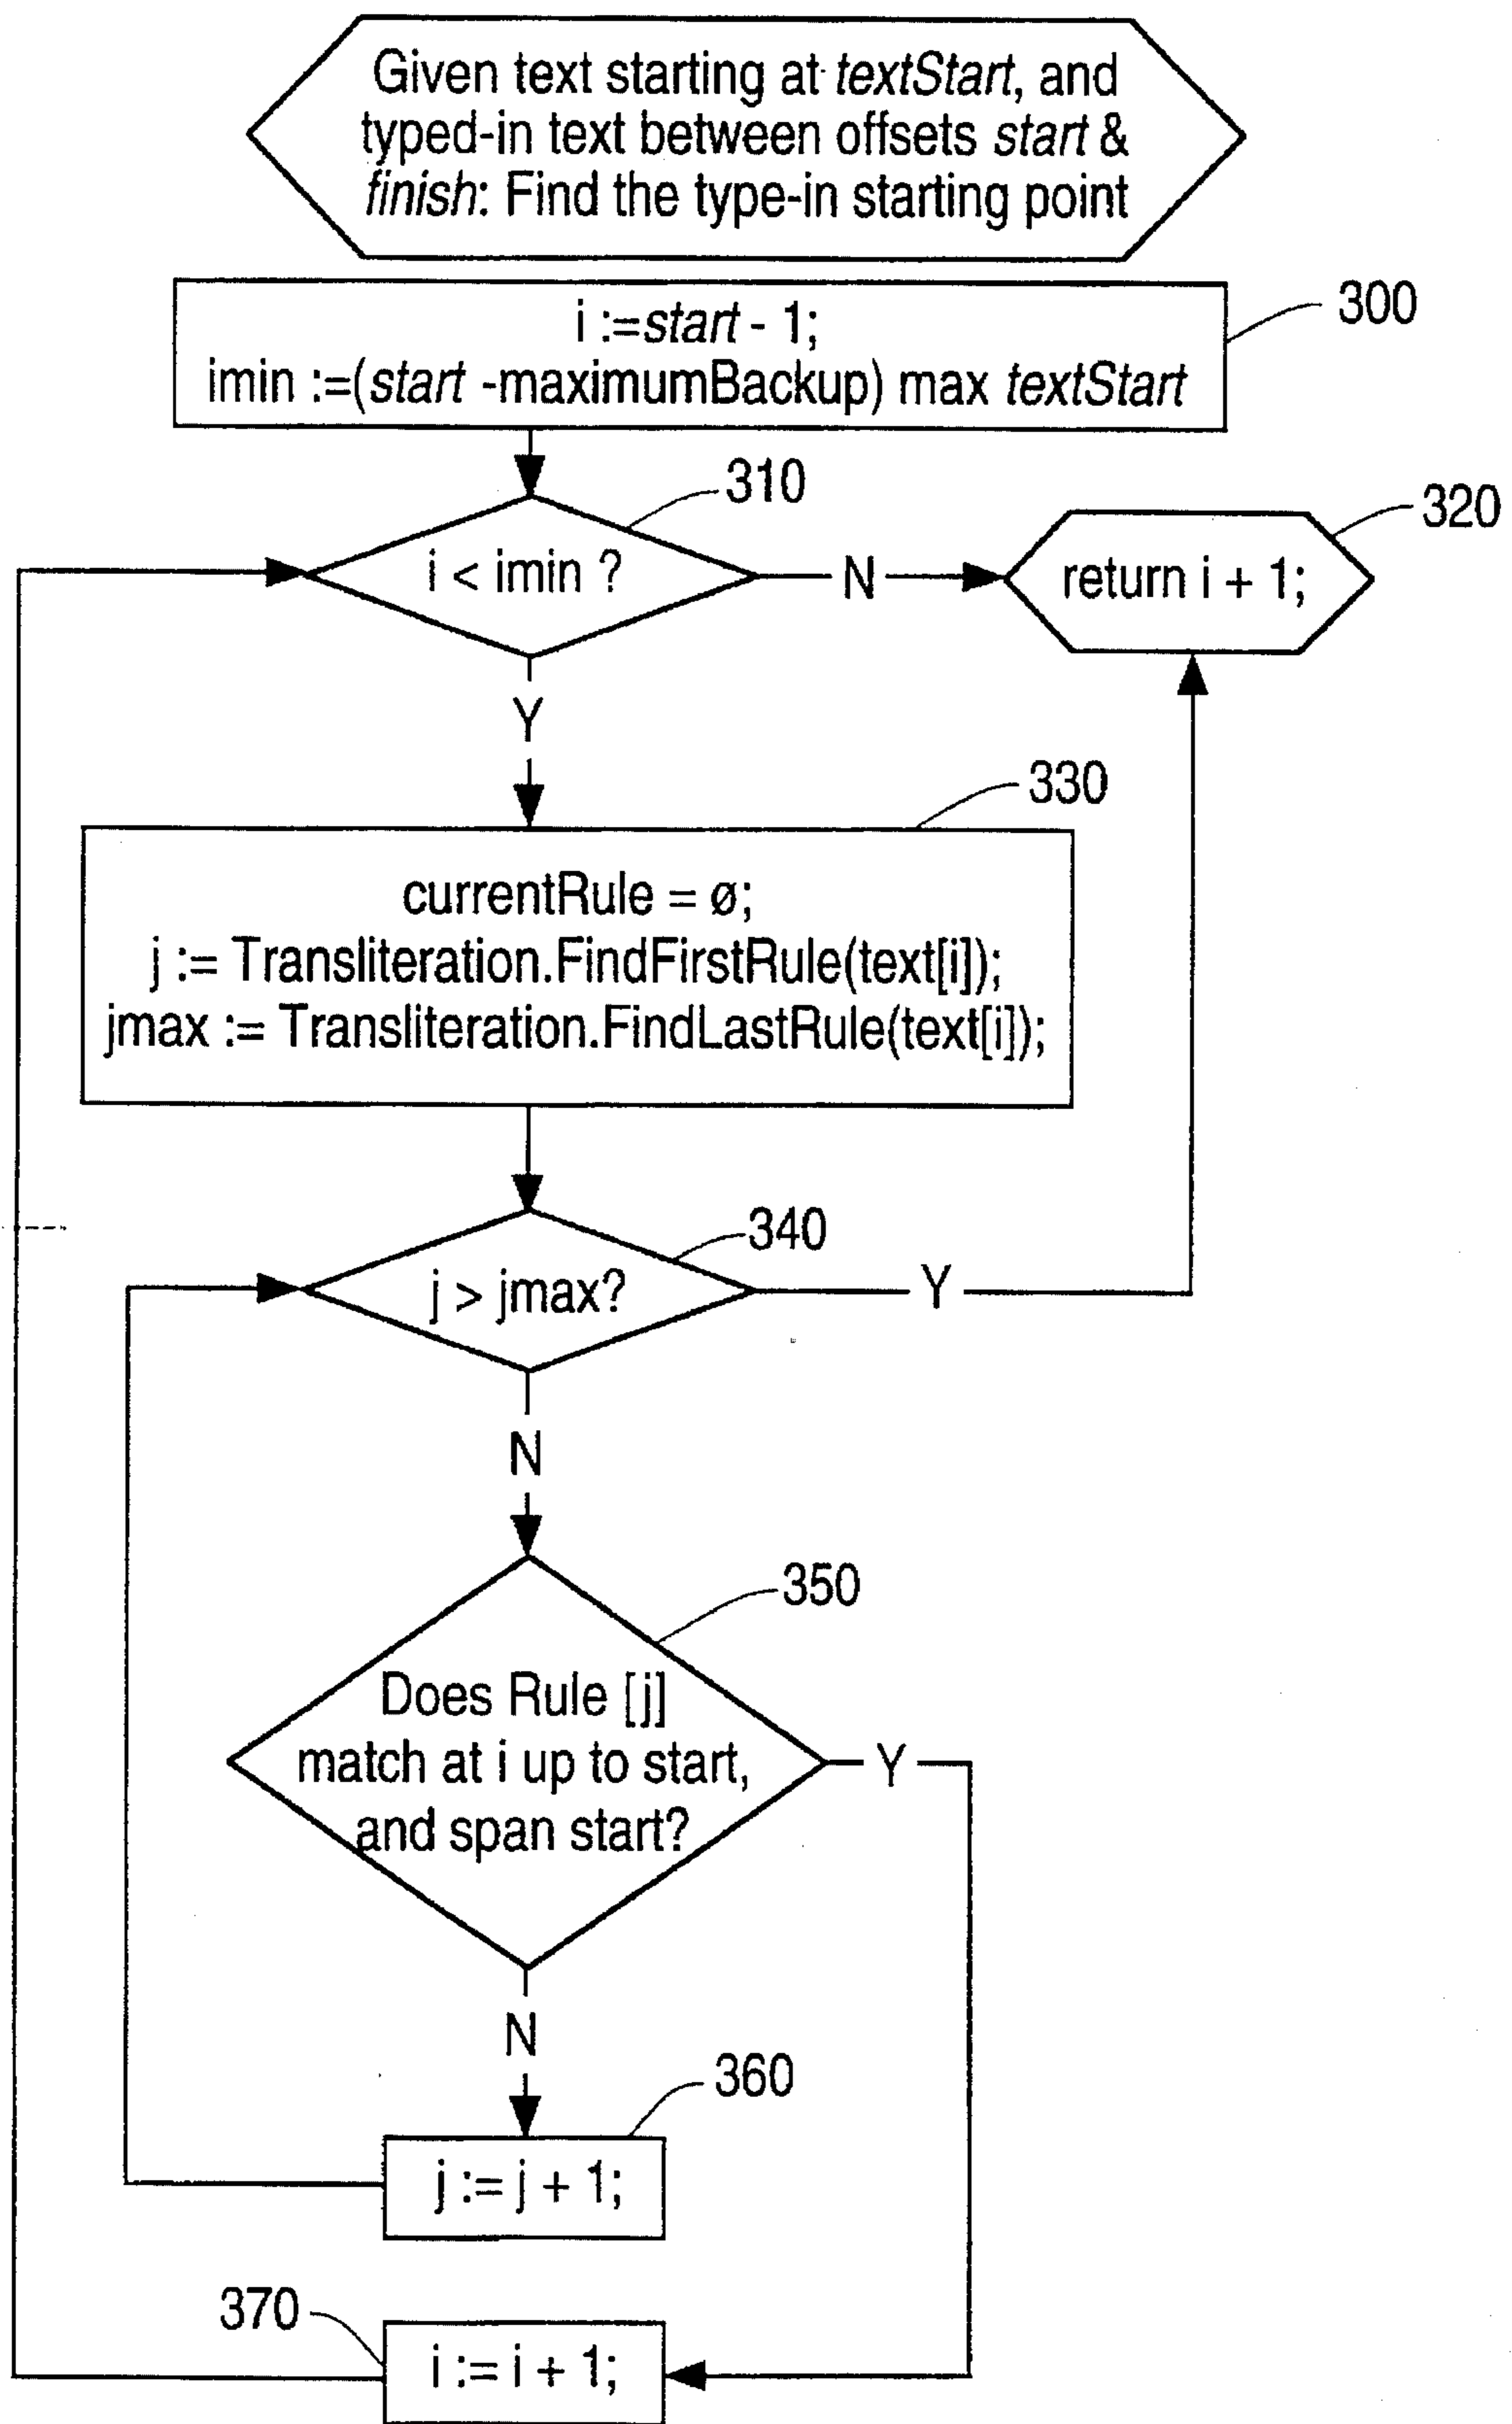 Given text starting at textStart, and
typed-in text between offsets start &
finish: Find the type-in starting point
i :=start - 1;
imin :=(start -maximumBackup) max textStart
300
310
i < imin ?
N
320
return i + 1;
Y
330
currentRule = ø;
j := Transliteration.FindFirstRule(text[i]);
jmax := Transliteration.FindLastRule(text[i]);
340
j > jmax?
Y
N
350
Does Rule [j]
match at i up to start,
and span start?
Y
N
360
j := j + 1;
370
i := i + 1;